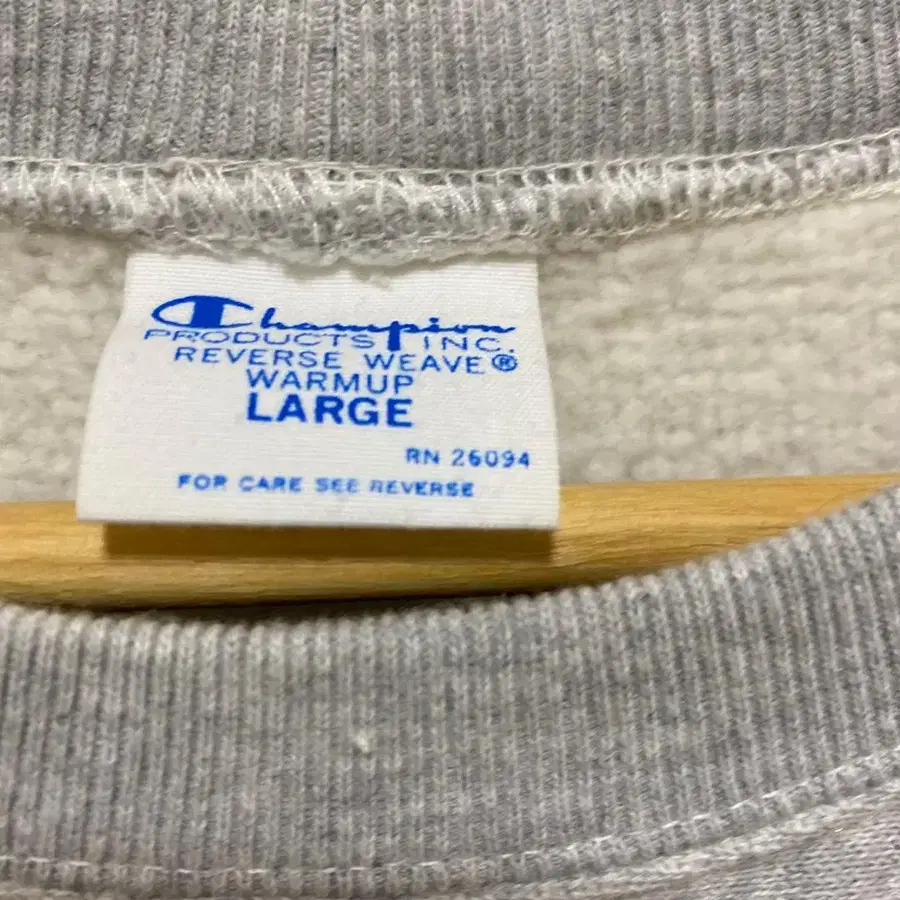 Champion
PRODUCTS INC.
REVERSE WEAVE®
WARMUP
LARGE
RN 26094
FOR CARE SEE REVERSE